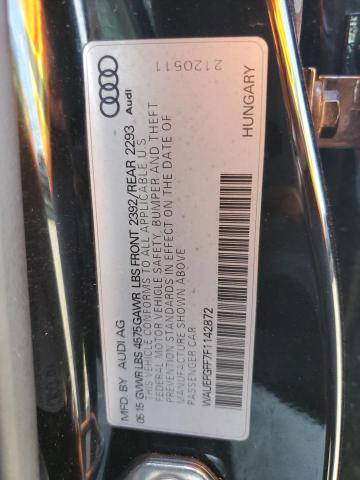 MFD. BY AUDI AG
05 15 GVWR LBS 4575 GAWR LBS FRONT 2392/REAR 2293
THIS VEHICLE CONFORMS TO ALL APPLICABLE U.S.
FEDERAL MOTOR VEHICLE SAFETY, BUMPER AND THEFT
PREVENTION STANDARDS IN EFFECT ON THE DATE OF
MANUFACTURE SHOWN ABOVE
PASSENGER CAR
WAUEFGFF7F1142872
Audi
2120511
HUNGARY